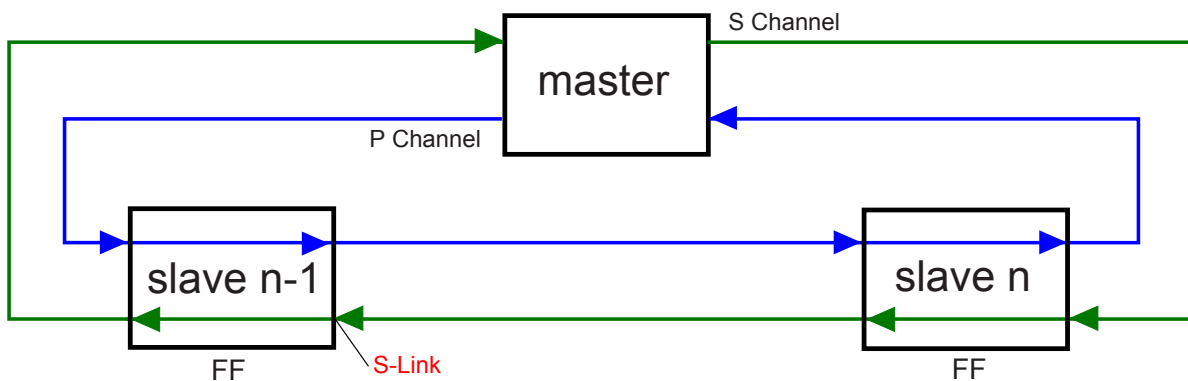 S Channel
master
P Channel
slave n-1
slave n
FF
S-Link
FF